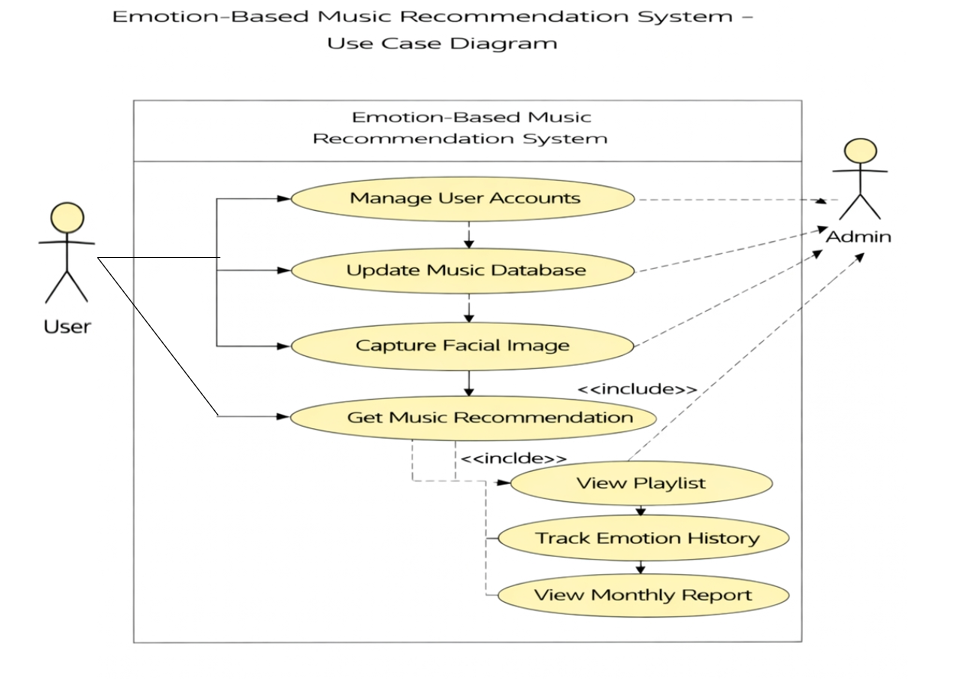 Emotion-Based Music Recommendation System –
Use Case Diagram
Emotion-Based Music
Recommendation System
Manage User Accounts
Admin
Update Music Database
User
Capture Facial Image
<<include>>
Get Music Recommendation
<<inclde>>
View Playlist
Track Emotion History
View Monthly Report